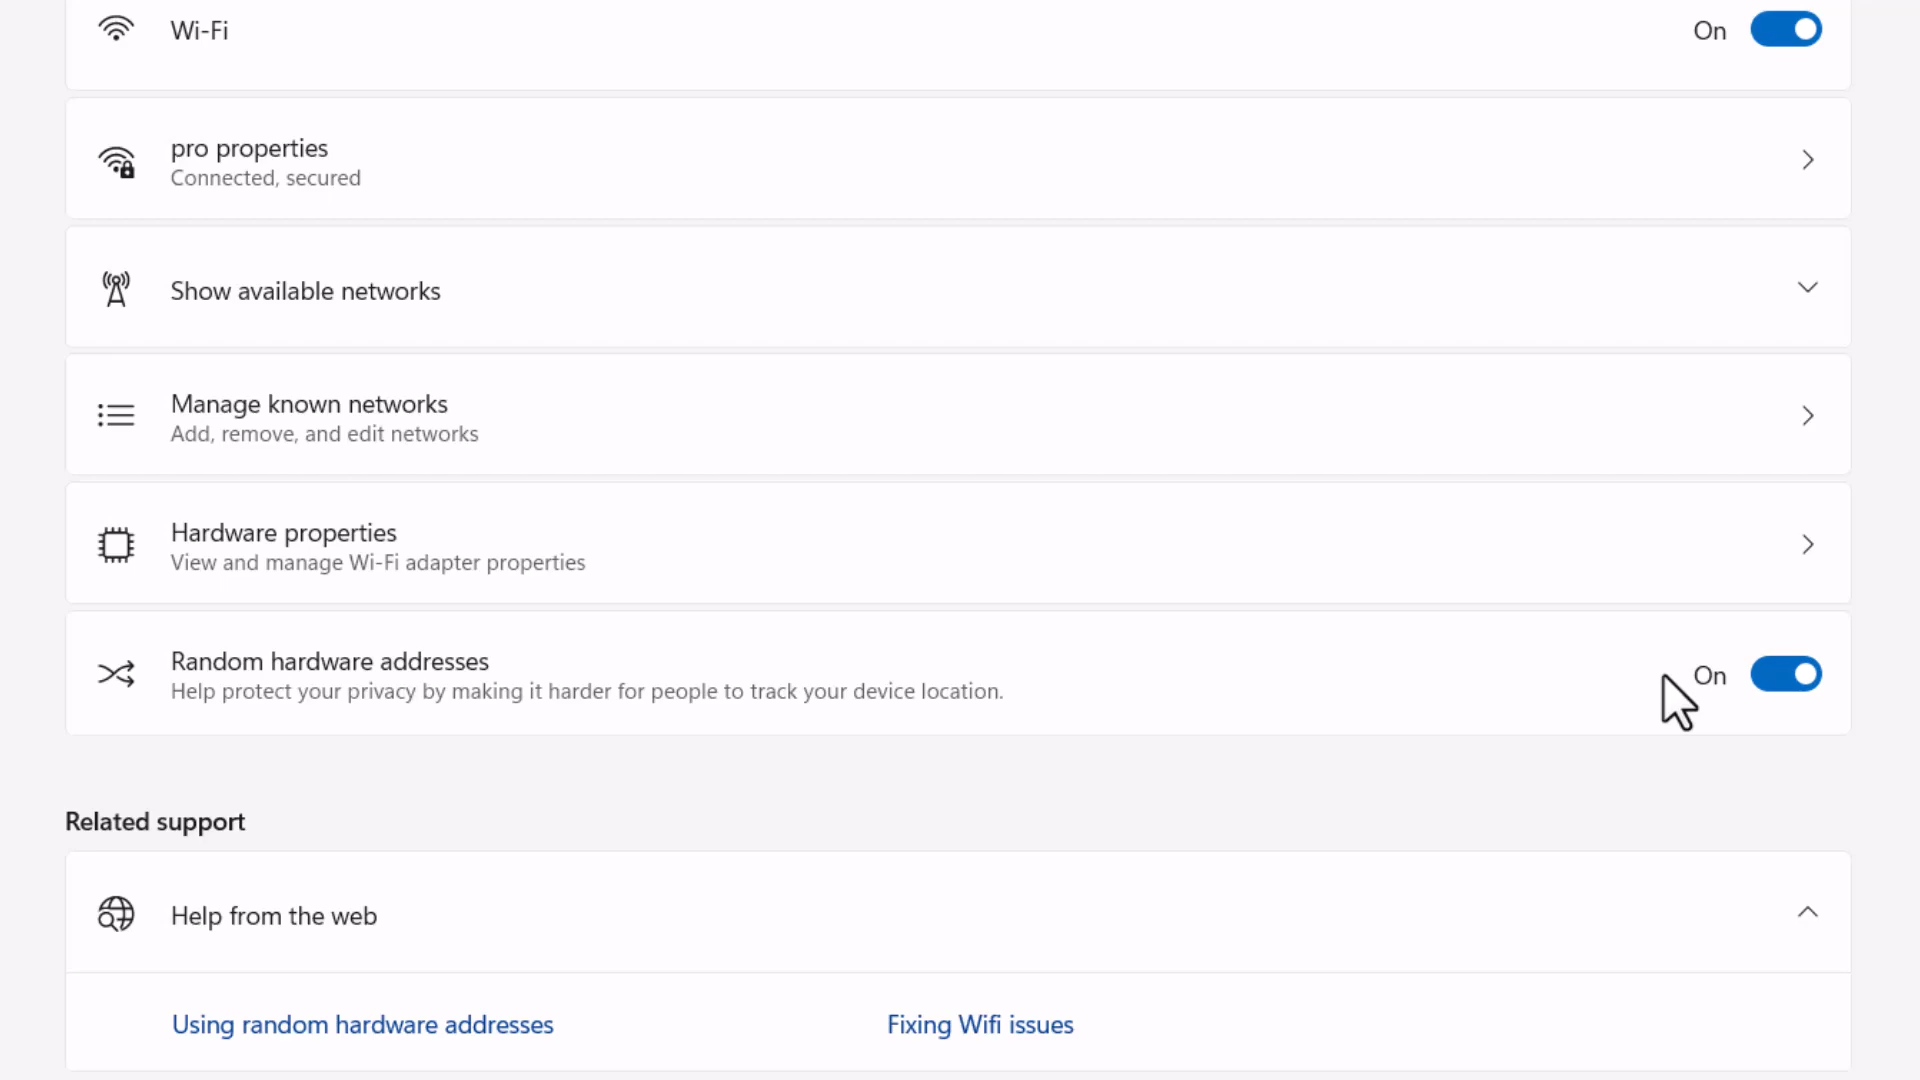 Wi-Fi
On
pro properties
Connected, secured
Show available networks
Manage known networks
Add, remove, and edit networks
Hardware properties
View and manage Wi-Fi adapter properties
Random hardware addresses
Help protect your privacy by making it harder for people to track your device location.
On
Related support
Help from the web
Using random hardware addresses
Fixing Wifi issues